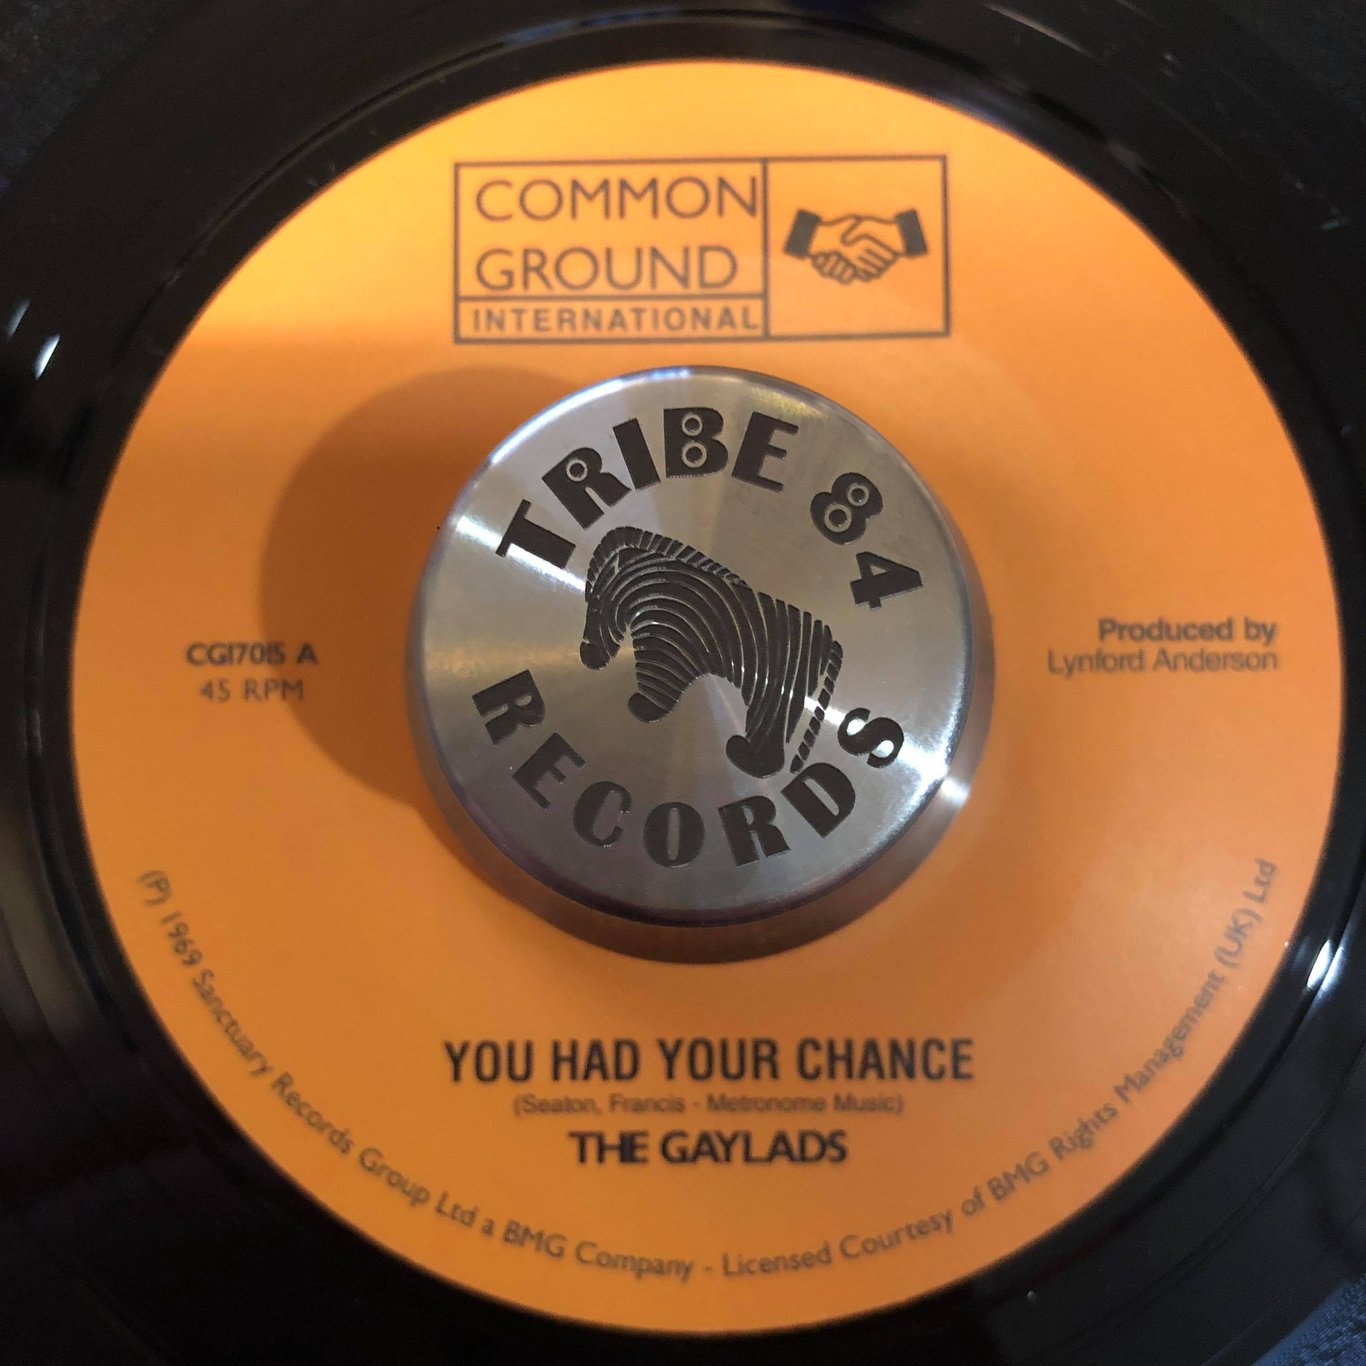 COMMON
GROUND
INTERNATIONAL
TRIBE 84
RECORDS
CGI7015 A
45 RPM
Produced by
Lynford Anderson
YOU HAD YOUR CHANCE
(Seaton, Francis - Metronome Music)
THE GAYLADS
(P) 1969 Sanctuary Records Group Ltd a BMG Company - Licensed Courtesy of BMG Rights Management (UK) Ltd